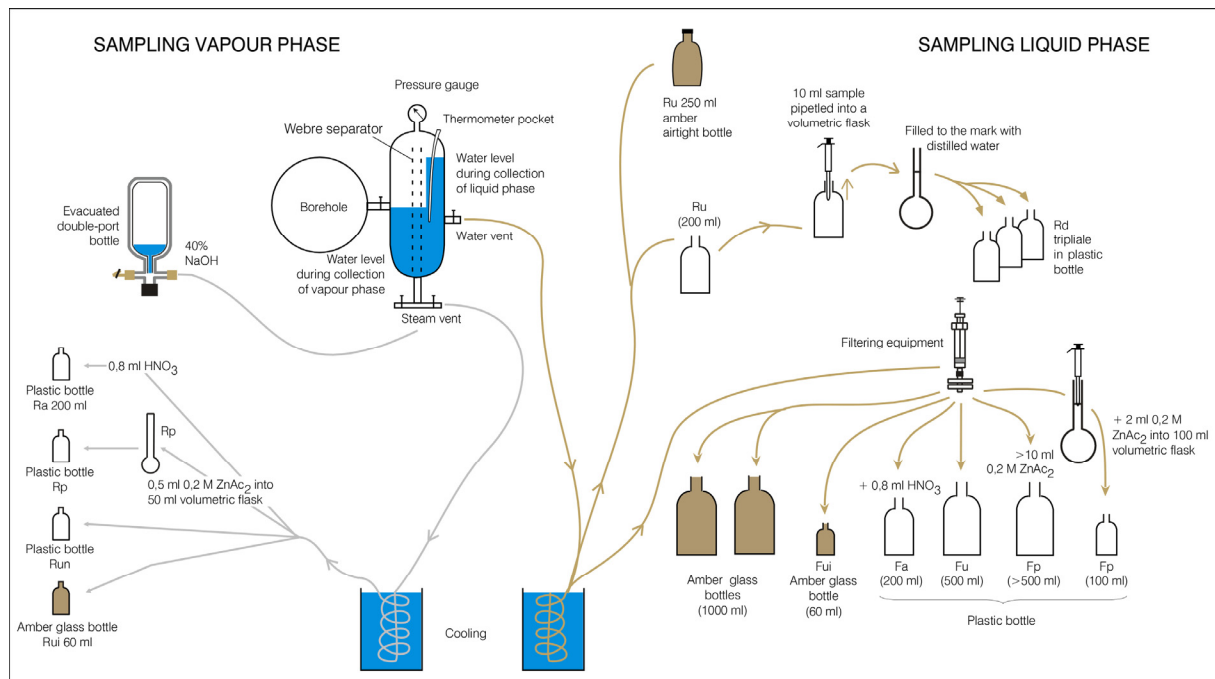 SAMPLING VAPOUR PHASE
SAMPLING LIQUID PHASE
Pressure gauge
Thermometer pocket
Webre separator
Water level
during collection
of liquid phase
Borehole
Water vent
Water level
during collection
of vapour phase
Steam vent
Evacuated
double-port
bottle
40%
NaOH
0,8 ml HNO₃
Plastic bottle
Ra 200 ml
Rp
Plastic bottle
Rp
0,5 ml 0,2 M ZnAc₂ into
50 ml volumetric flask
Plastic bottle
Run
Amber glass bottle
Rui 60 ml
Cooling
Ru 250 ml
amber
airtight bottle
10 ml sample
pipetled into a
volumetric flask
Filled to the mark with
distilled water
Ru
(200 ml)
Rd
tripliale
in plastic
bottle
Filtering equipment
+ 2 ml 0,2 M
ZnAc₂ into 100 ml
volumetric flask
>10 ml
0,2 M ZnAc₂
+ 0,8 ml HNO₃
Amber glass
bottles
(1000 ml)
Fui
Amber glass
bottle
(60 ml)
Fa
(200 ml)
Fu
(500 ml)
Fp
(>500 ml)
Fp
(100 ml)
Plastic bottle